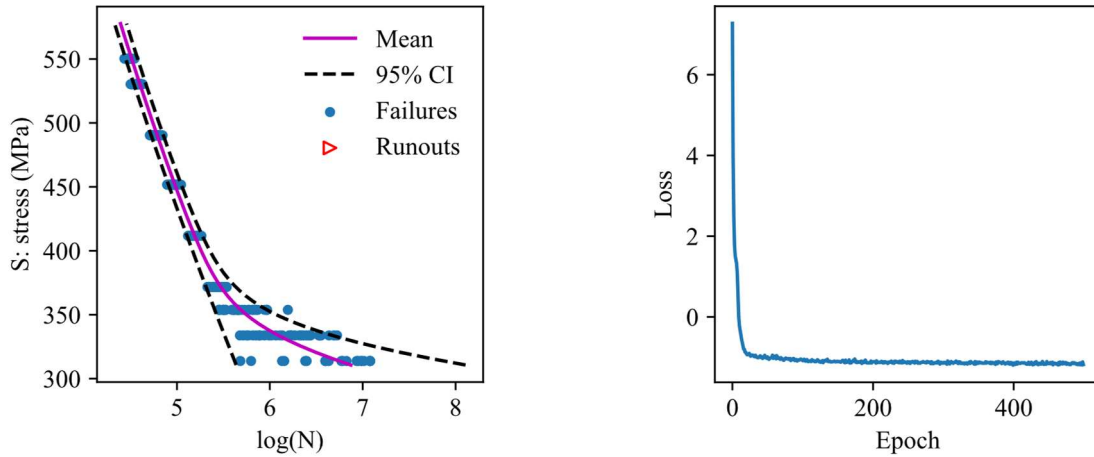 550
500
450
400
350
300
S: stress (MPa)
5
6
7
8
log(N)
Mean
95% CI
Failures
Runouts
6
4
2
0
Loss
0
200
400
Epoch